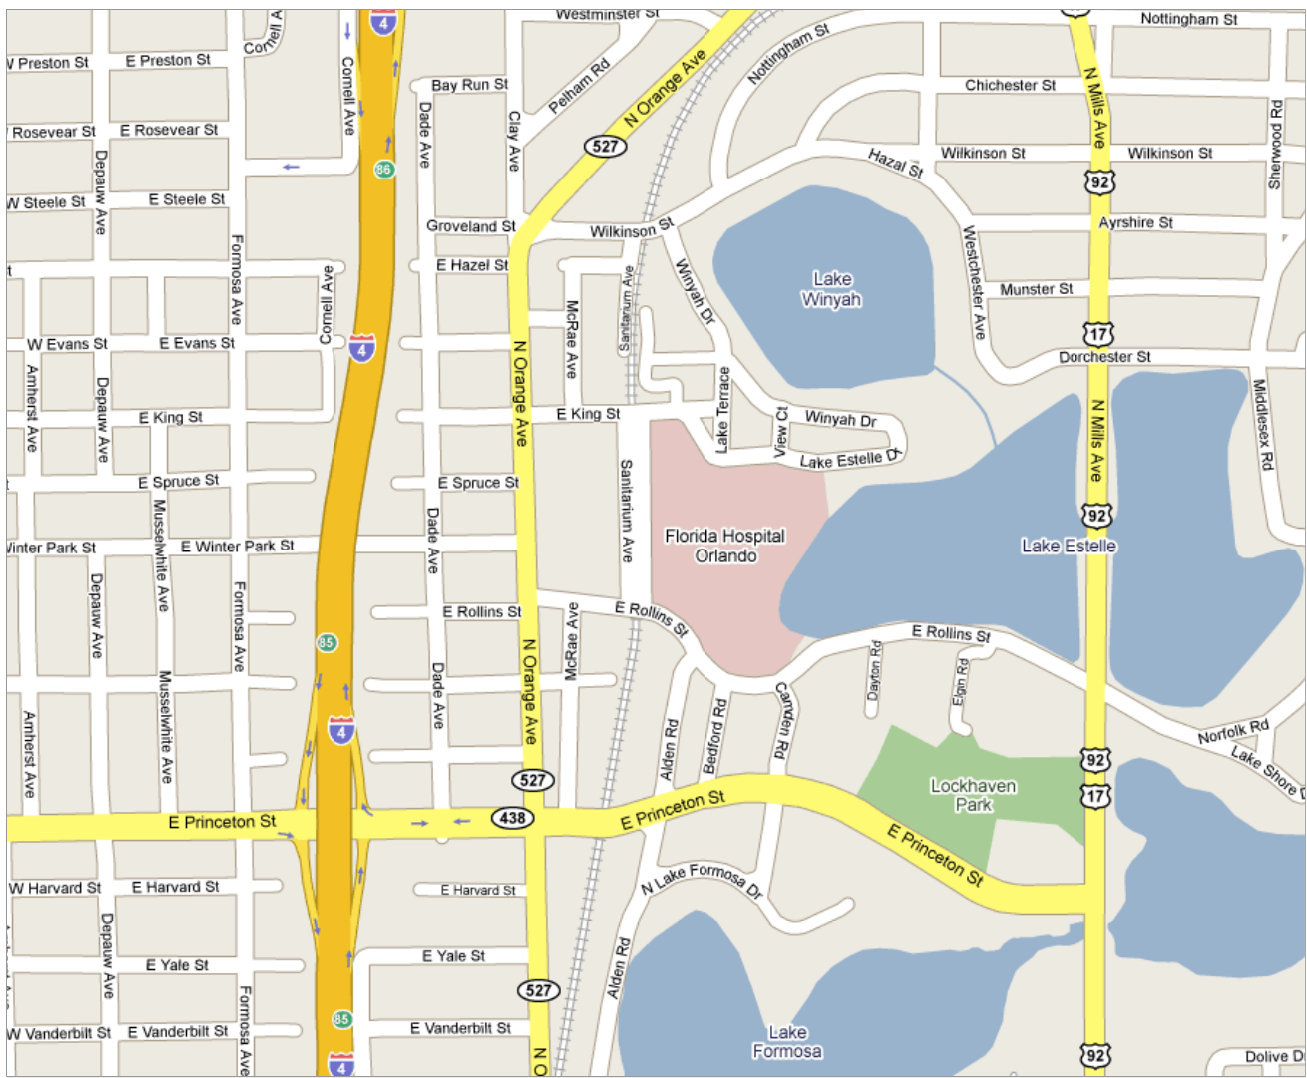 Westminster St
4
86
Nottingham St
Cornell A
W Preston St
E Preston St
Cornell Ave
Bay Run St
Pelham Rd
N Orange Ave
Nottingham St
Chichester St
N Mills Ave
Rosevear St
E Rosevear St
Dade Ave
Clay Ave
527
Hazal St
Wilkinson St
Wilkinson St
Sherwood Rd
Depauw Ave
W Steele St
E Steele St
92
Groveland St
Wilkinson St
Ayrshire St
Formosa Ave
E Hazel St
Cornell Ave
Sanitarium Ave
Winyah Dr
Lake
Winyah
Westchester Ave
Munster St
McRae Ave
W Evans St
E Evans St
4
17
Dorchester St
Amherst Ave
Depauw Ave
N Orange Ave
E King St
E King St
Lake Terrace
View Ct
Winyah Dr
Lake Estelle Dr
N Mills Ave
Middlesex Rd
E Spruce St
E Spruce St
Sanitarium Ave
Musselwhite Ave
Dade Ave
92
Winter Park St
E Winter Park St
Florida Hospital
Orlando
Lake Estelle
Depauw Ave
Formosa Ave
E Rollins St
E Rollins St
McRae Ave
E Rollins St
85
N Orange Ave
Dade Ave
Musselwhite Ave
Dayton Rd
Elgin Rd
Camden Rd
Bedford Rd
Alden Rd
Amherst Ave
4
Norfolk Rd
Lake Shore D
92
527
Lockhaven
Park
17
E Princeton St
438
E Princeton St
E Princeton St
W Harvard St
E Harvard St
E Harvard St
N Lake Formosa Dr
Depauw Ave
E Yale St
E Yale St
Alden Rd
527
Formosa Ave
85
W Vanderbilt St
E Vanderbilt St
E Vanderbilt St
Lake
Formosa
4
N O
92
Dolive D